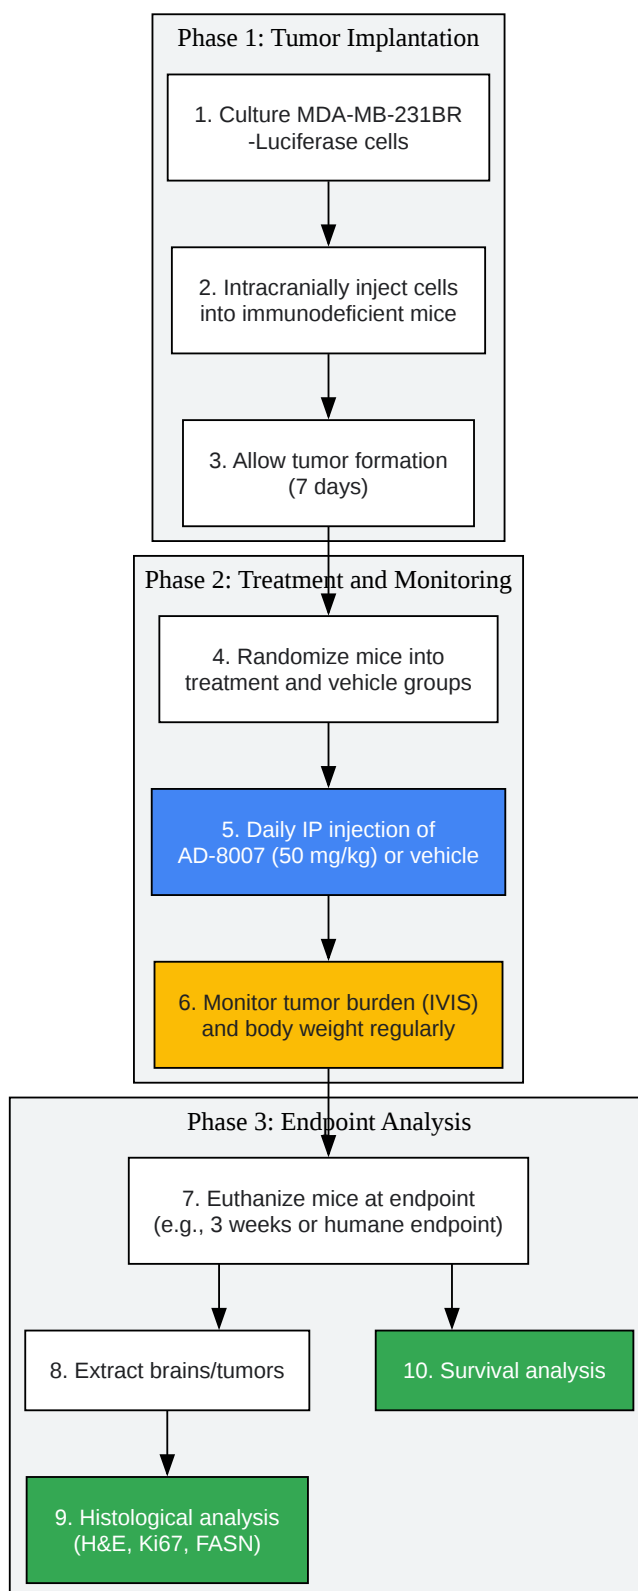 Phase 1: Tumor Implantation
1. Culture MDA-MB-231BR
-Luciferase cells
2. Intracranially inject cells
into immunodeficient mice
3. Allow tumor formation
(7 days)
Phase 2: Treatment and Monitoring
4. Randomize mice into
treatment and vehicle groups
5. Daily IP injection of
AD-8007 (50 mg/kg) or vehicle
6. Monitor tumor burden (IVIS)
and body weight regularly
Phase 3: Endpoint Analysis
7. Euthanize mice at endpoint
(e.g., 3 weeks or humane endpoint)
8. Extract brains/tumors
10. Survival analysis
9. Histological analysis
(H&E, Ki67, FASN)